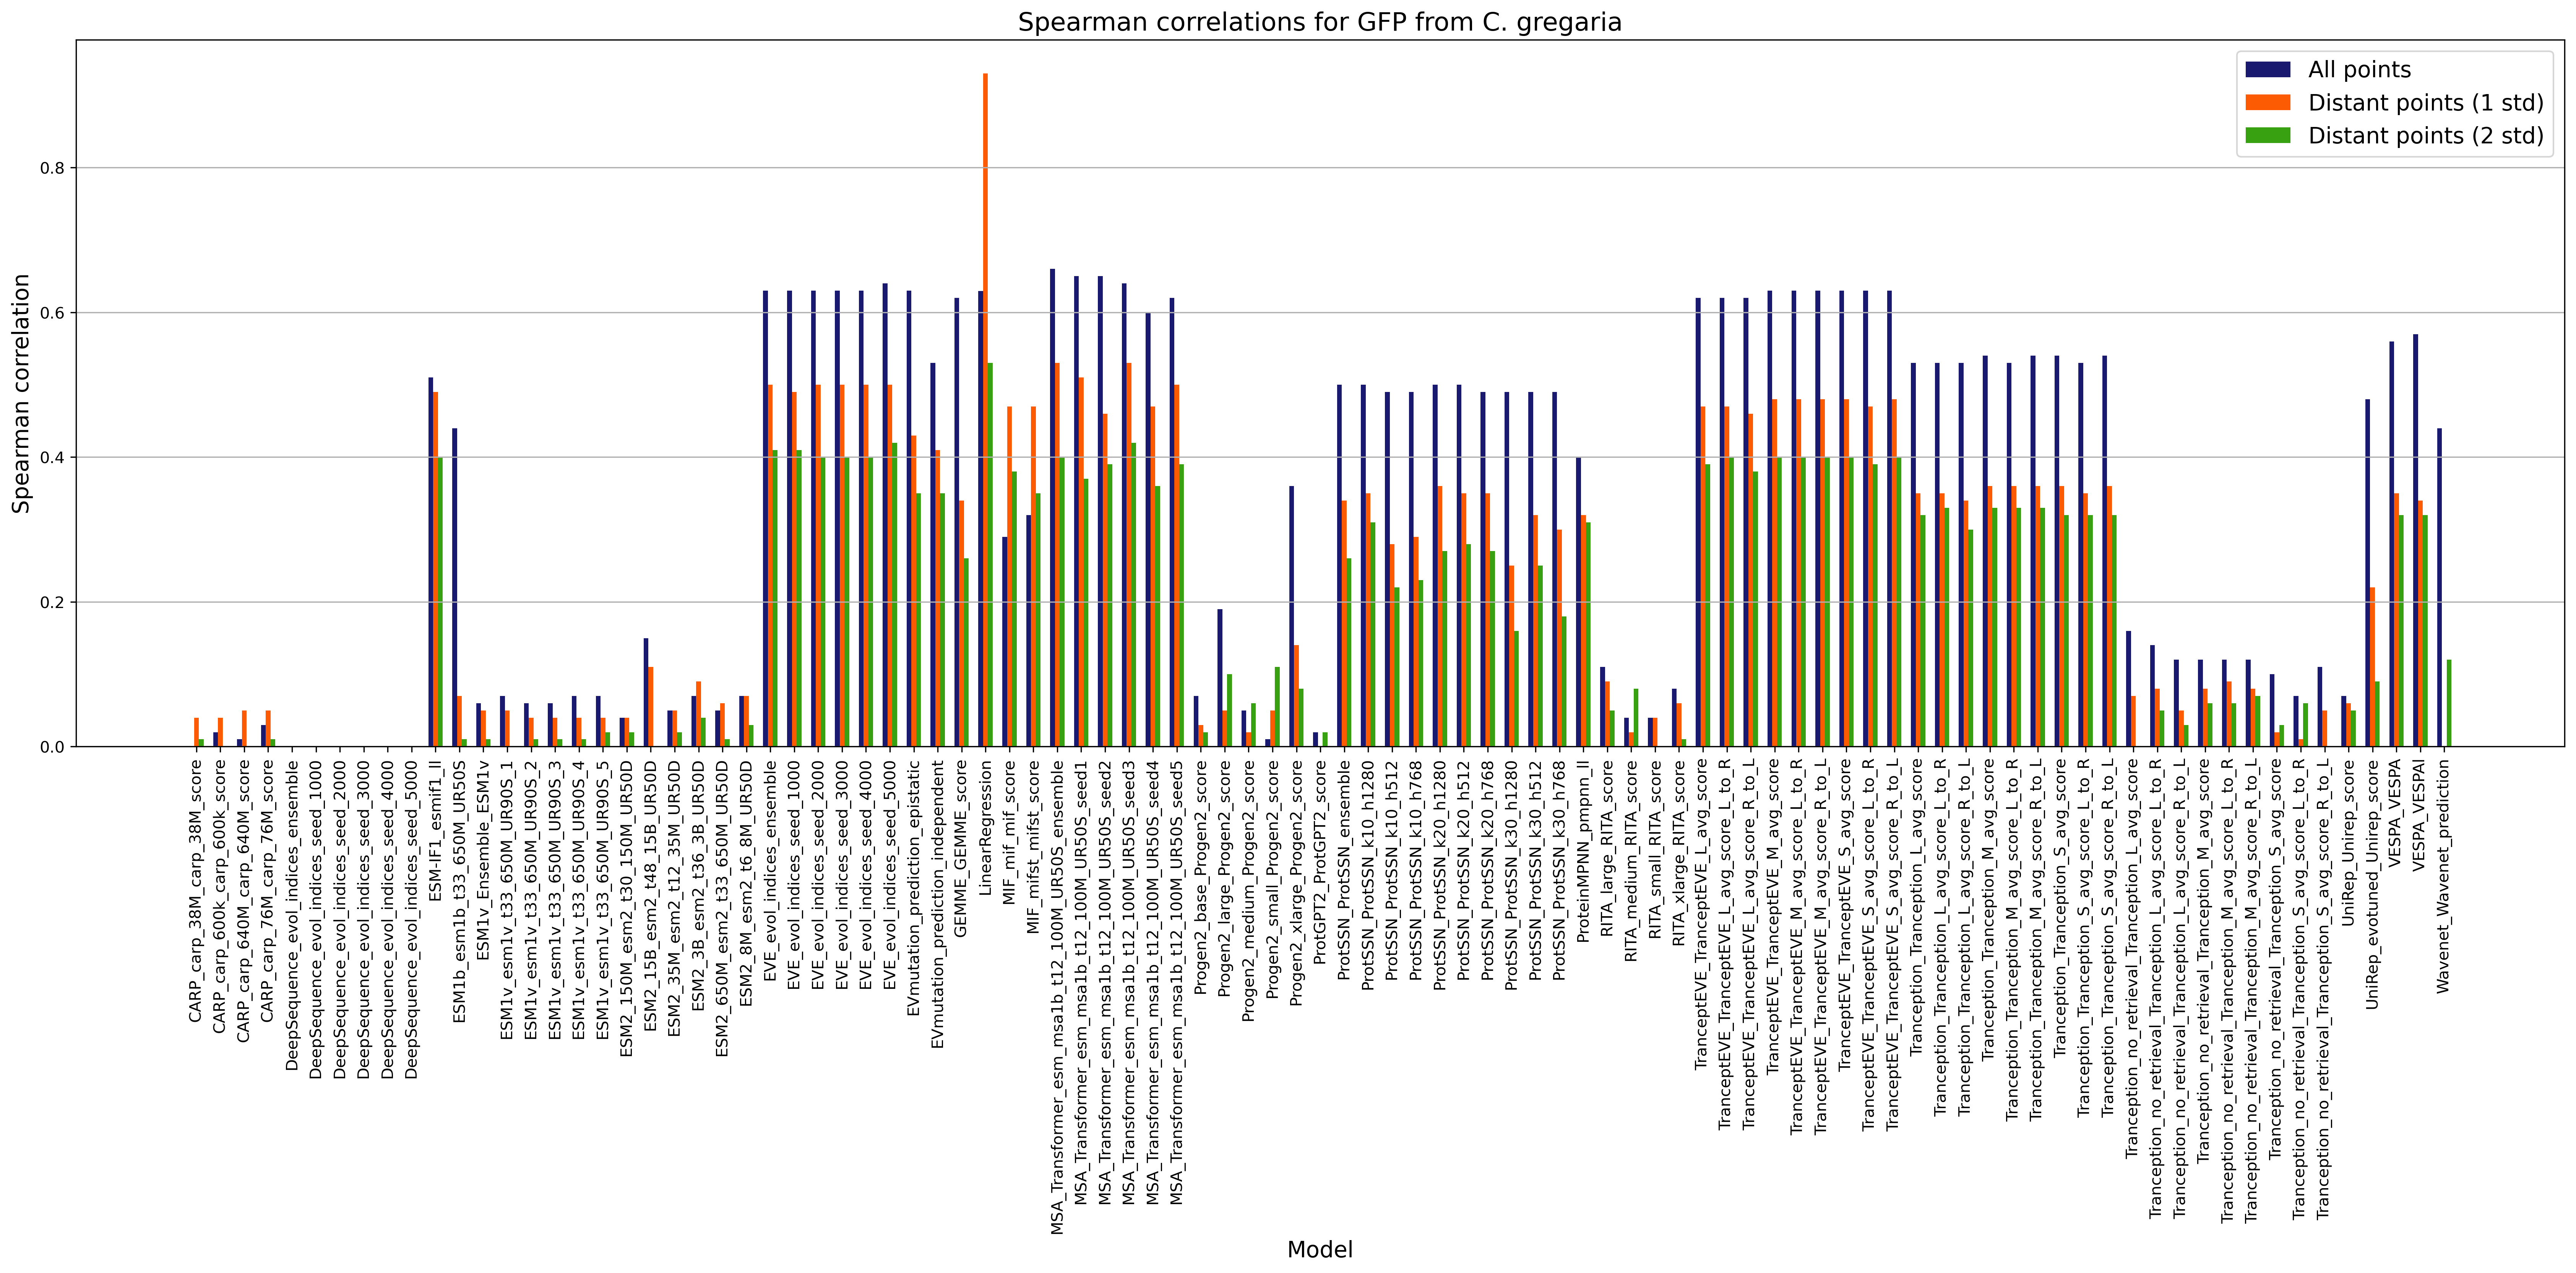 Spearman correlations for GFP from C. gregaria
All points
Distant points (1 std)
Distant points (2 std)
Spearman correlation
0.8
0.6
0.4
0.2
0.0
CARP_carp_38M_score
CARP_carp_600k_score
CARP_carp_640M_score
CARP_carp_76M_score
DeepSequence_evol_indices_ensemble
DeepSequence_evol_indices_seed_1000
DeepSequence_evol_indices_seed_2000
DeepSequence_evol_indices_seed_3000
DeepSequence_evol_indices_seed_4000
DeepSequence_evol_indices_seed_5000
ESM-IF1_esmif1_ll
ESM1b_esm1b_t33_650M_UR50S
ESM1v_Ensemble_ESM1v
ESM1v_esm1v_t33_650M_UR90S_1
ESM1v_esm1v_t33_650M_UR90S_2
ESM1v_esm1v_t33_650M_UR90S_3
ESM1v_esm1v_t33_650M_UR90S_4
ESM1v_esm1v_t33_650M_UR90S_5
ESM2_150M_esm2_t30_150M_UR50D
ESM2_15B_esm2_t48_15B_UR50D
ESM2_35M_esm2_t12_35M_UR50D
ESM2_3B_esm2_t36_3B_UR50D
ESM2_650M_esm2_t33_650M_UR50D
ESM2_8M_esm2_t6_8M_UR50D
EVE_evol_indices_ensemble
EVE_evol_indices_seed_1000
EVE_evol_indices_seed_2000
EVE_evol_indices_seed_3000
EVE_evol_indices_seed_4000
EVE_evol_indices_seed_5000
EVmutation_prediction_epistatic
EVmutation_prediction_independent
GEMME_GEMME_score
LinearRegression
MIF_mif_mif_score
MIF_mifst_mifst_score
MSA_Transformer_esm_msa1b_t12_100M_UR50S_ensemble
MSA_Transformer_esm_msa1b_t12_100M_UR50S_seed1
MSA_Transformer_esm_msa1b_t12_100M_UR50S_seed2
MSA_Transformer_esm_msa1b_t12_100M_UR50S_seed3
MSA_Transformer_esm_msa1b_t12_100M_UR50S_seed4
MSA_Transformer_esm_msa1b_t12_100M_UR50S_seed5
Progen2_base_Progen2_score
Progen2_large_Progen2_score
Progen2_medium_Progen2_score
Progen2_small_Progen2_score
Progen2_xlarge_Progen2_score
ProtGPT2_ProtGPT2_score
ProtSSN_ProtSSN_ensemble
ProtSSN_ProtSSN_k10_h1280
ProtSSN_ProtSSN_k10_h512
ProtSSN_ProtSSN_k10_h768
ProtSSN_ProtSSN_k20_h1280
ProtSSN_ProtSSN_k20_h512
ProtSSN_ProtSSN_k20_h768
ProtSSN_ProtSSN_k30_h1280
ProtSSN_ProtSSN_k30_h512
ProtSSN_ProtSSN_k30_h768
ProteinMPNN_pmpnn_ll
RITA_large_RITA_score
RITA_medium_RITA_score
RITA_small_RITA_score
RITA_xlarge_RITA_score
TranceptEVE_TranceptEVE_L_avg_score
TranceptEVE_TranceptEVE_L_avg_score_L_to_R
TranceptEVE_TranceptEVE_L_avg_score_R_to_L
TranceptEVE_TranceptEVE_M_avg_score
TranceptEVE_TranceptEVE_M_avg_score_L_to_R
TranceptEVE_TranceptEVE_M_avg_score_R_to_L
TranceptEVE_TranceptEVE_S_avg_score
TranceptEVE_TranceptEVE_S_avg_score_L_to_R
TranceptEVE_TranceptEVE_S_avg_score_R_to_L
Tranception_Tranception_L_avg_score
Tranception_Tranception_L_avg_score_L_to_R
Tranception_Tranception_L_avg_score_R_to_L
Tranception_Tranception_M_avg_score
Tranception_Tranception_M_avg_score_L_to_R
Tranception_Tranception_M_avg_score_R_to_L
Tranception_Tranception_S_avg_score
Tranception_Tranception_S_avg_score_L_to_R
Tranception_Tranception_S_avg_score_R_to_L
Tranception_no_retrieval_Tranception_L_avg_score
Tranception_no_retrieval_Tranception_L_avg_score_L_to_R
Tranception_no_retrieval_Tranception_L_avg_score_R_to_L
Tranception_no_retrieval_Tranception_M_avg_score
Tranception_no_retrieval_Tranception_M_avg_score_L_to_R
Tranception_no_retrieval_Tranception_M_avg_score_R_to_L
Tranception_no_retrieval_Tranception_S_avg_score
Tranception_no_retrieval_Tranception_S_avg_score_L_to_R
Tranception_no_retrieval_Tranception_S_avg_score_R_to_L
UniRep_Unirep_score
UniRep_evotuned_Unirep_score
VESPA_VESPA
VESPA_VESPAl
Wavenet_Wavenet_prediction
Model